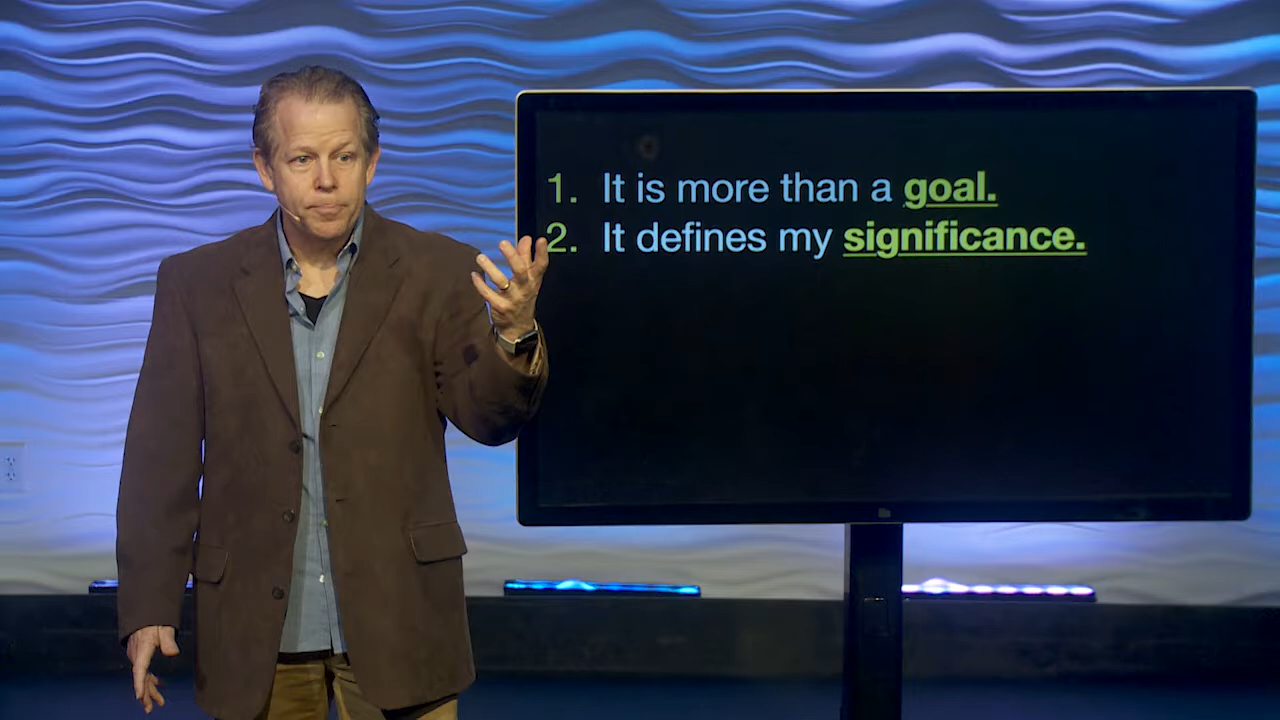 1. It is more than a goal.
2. It defines my significance.